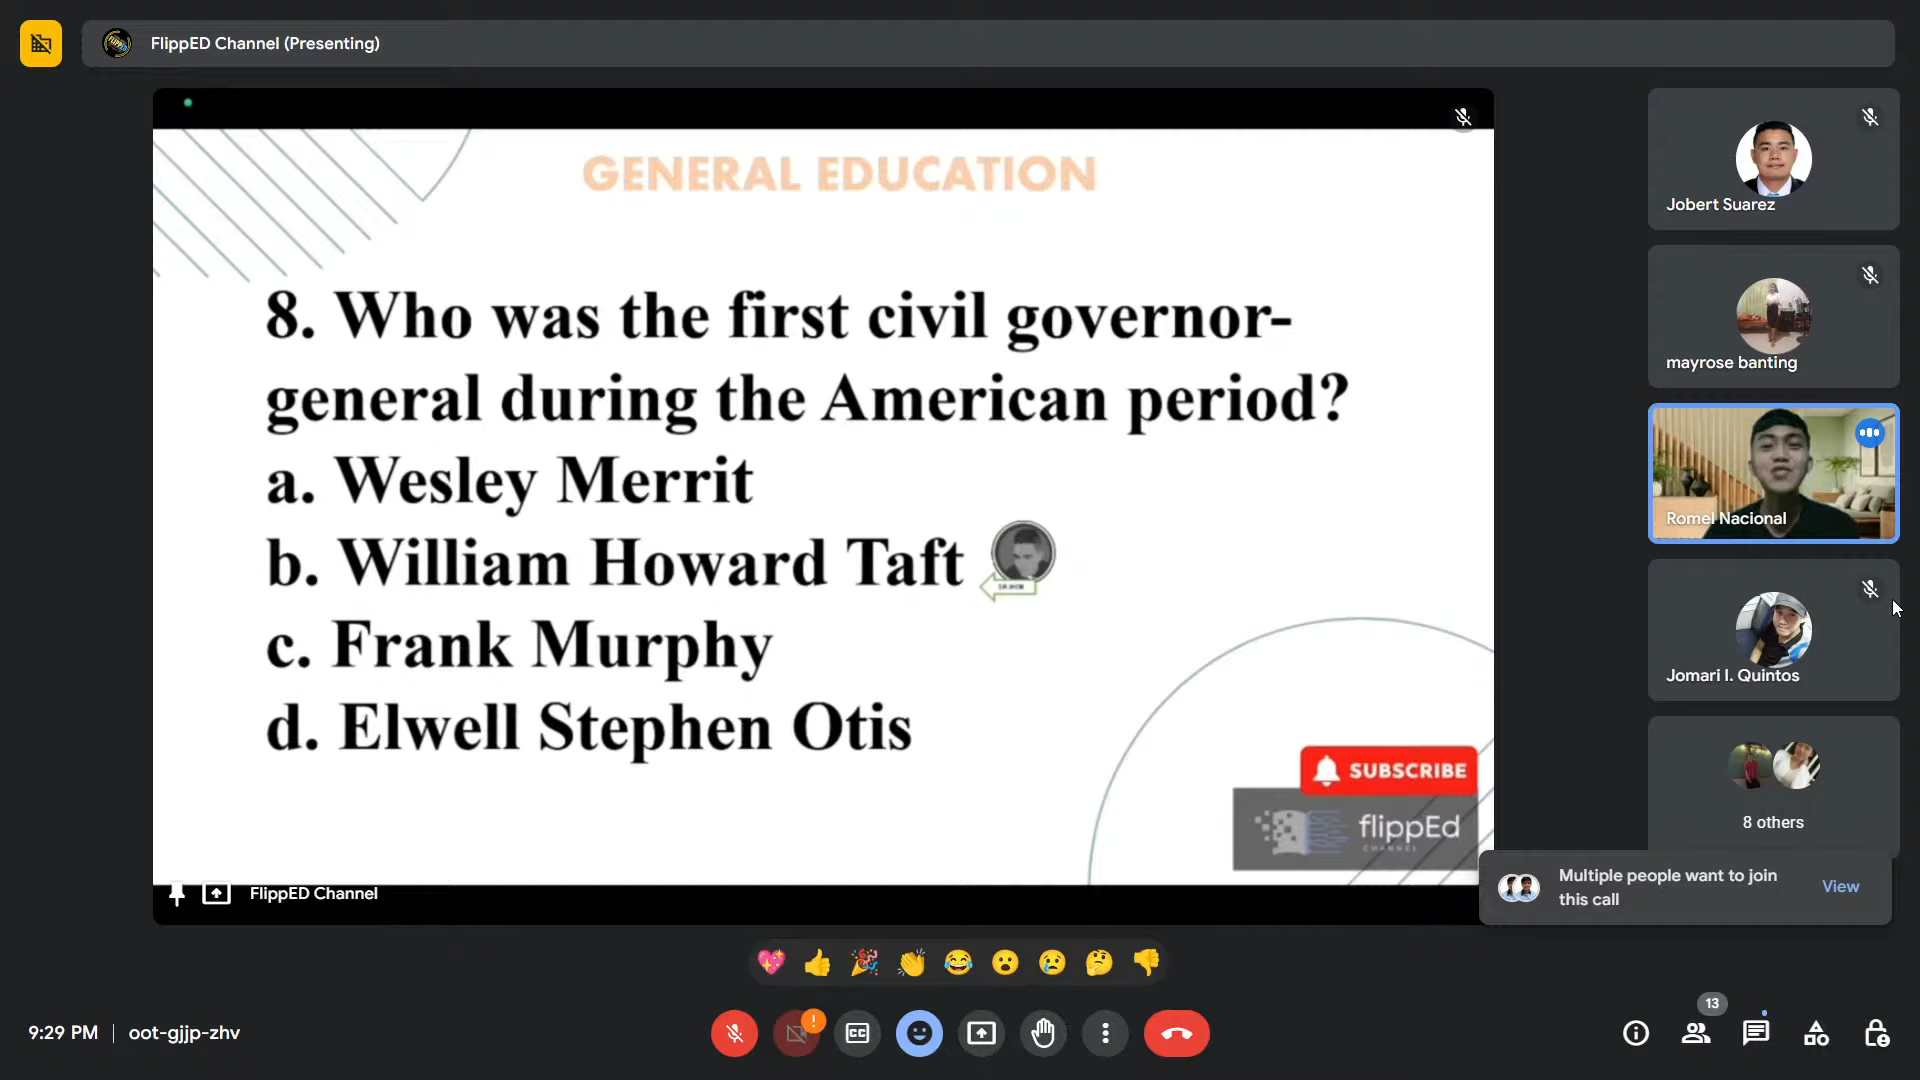 FlippED Channel (Presenting)
GENERAL EDUCATION
8. Who was the first civil governor-
general during the American period?
a. Wesley Merrit
b. William Howard Taft
c. Frank Murphy
d. Elwell Stephen Otis
SUBSCRIBE
flippEd
CHANNEL
FlippED Channel
Jobert Suarez
mayrose banting
Romel Nacional
Jomari I. Quintos
8 others
Multiple people want to join
this call
View
9:29 PM | oot-gjjp-zhv
CC
13